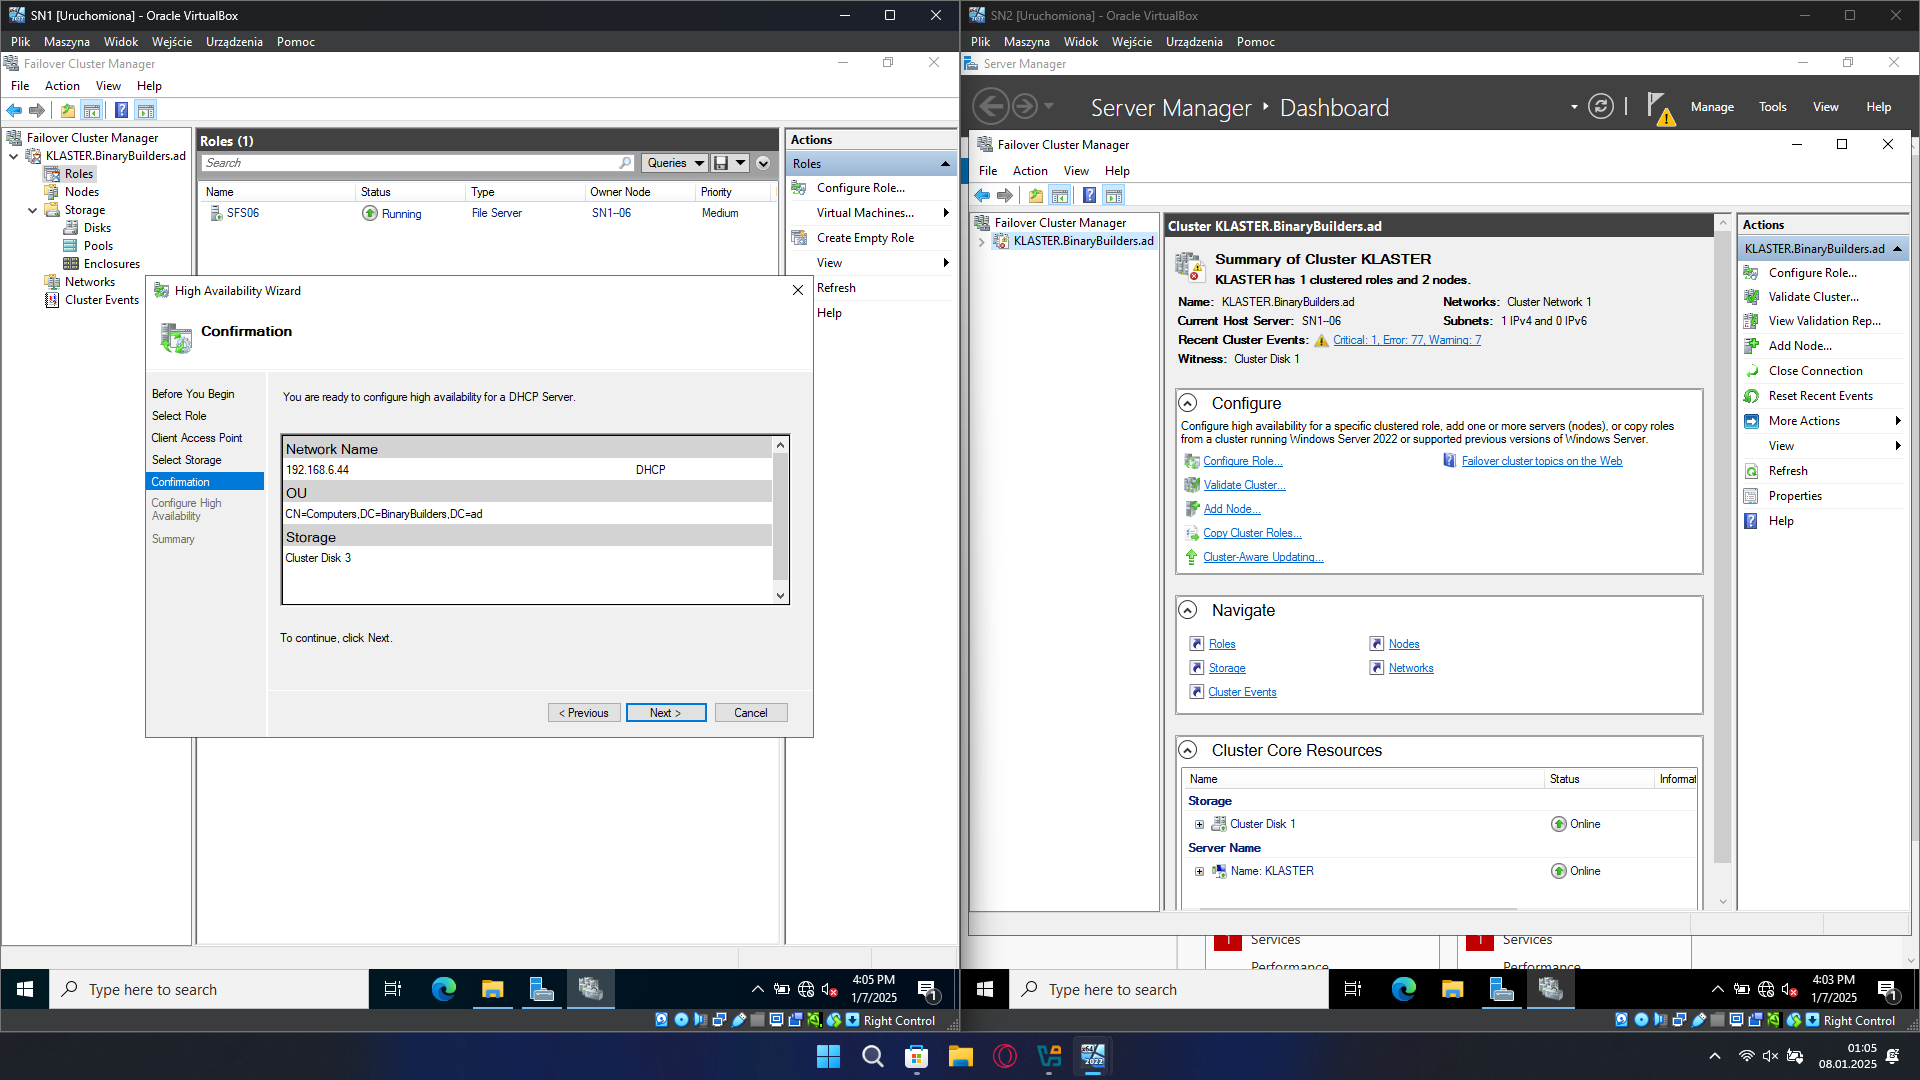 SN1 [Uruchomiona] - Oracle VirtualBox
Plik Maszyna Widok Wejście Urządzenia Pomoc
Failover Cluster Manager
File Action View Help
Failover Cluster Manager
KLASTER.BinaryBuilders.ad
Roles
Nodes
Storage
Disks
Pools
Enclosures
Networks
Cluster Events
Roles (1)
Search
Queries
Name Status Type Owner Node Priority
SFS06 Running File Server SN1--06 Medium
Actions
Roles
Configure Role...
Virtual Machines...
Create Empty Role
View
Refresh
Help
High Availability Wizard
Confirmation
Before You Begin
Select Role
Client Access Point
Select Storage
Confirmation
Configure High
Availability
Summary
You are ready to configure high availability for a DHCP Server.
Network Name
192.168.6.44 DHCP
OU
CN=Computers,DC=BinaryBuilders,DC=ad
Storage
Cluster Disk 3
To continue, click Next.
< Previous Next > Cancel
Type here to search
4:05 PM
1/7/2025
1
Right Control
SN2 [Uruchomiona] - Oracle VirtualBox
Plik Maszyna Widok Wejście Urządzenia Pomoc
Server Manager
Server Manager Dashboard
Manage Tools View Help
Failover Cluster Manager
File Action View Help
Failover Cluster Manager
KLASTER.BinaryBuilders.ad
Cluster KLASTER.BinaryBuilders.ad
Summary of Cluster KLASTER
KLASTER has 1 clustered roles and 2 nodes.
Name: KLASTER.BinaryBuilders.ad Networks: Cluster Network 1
Current Host Server: SN1--06 Subnets: 1 IPv4 and 0 IPv6
Recent Cluster Events: Critical: 1, Error: 77, Warning: 7
Witness: Cluster Disk 1
Configure
Configure high availability for a specific clustered role, add one or more servers (nodes), or copy roles
from a cluster running Windows Server 2022 or supported previous versions of Windows Server.
Configure Role... Failover cluster topics on the Web
Validate Cluster...
Add Node...
Copy Cluster Roles...
Cluster-Aware Updating...
Navigate
Roles Nodes
Storage Networks
Cluster Events
Cluster Core Resources
Name Status Informat
Storage
Cluster Disk 1 Online
Server Name
Name: KLASTER Online
Actions
KLASTER.BinaryBuilders.ad
Configure Role...
Validate Cluster...
View Validation Rep...
Add Node...
Close Connection
Reset Recent Events
More Actions
View
Refresh
Properties
Help
1 Services 1 Services
Performance Performance
Type here to search
4:03 PM
1/7/2025
1
Right Control
01:05
08.01.2025